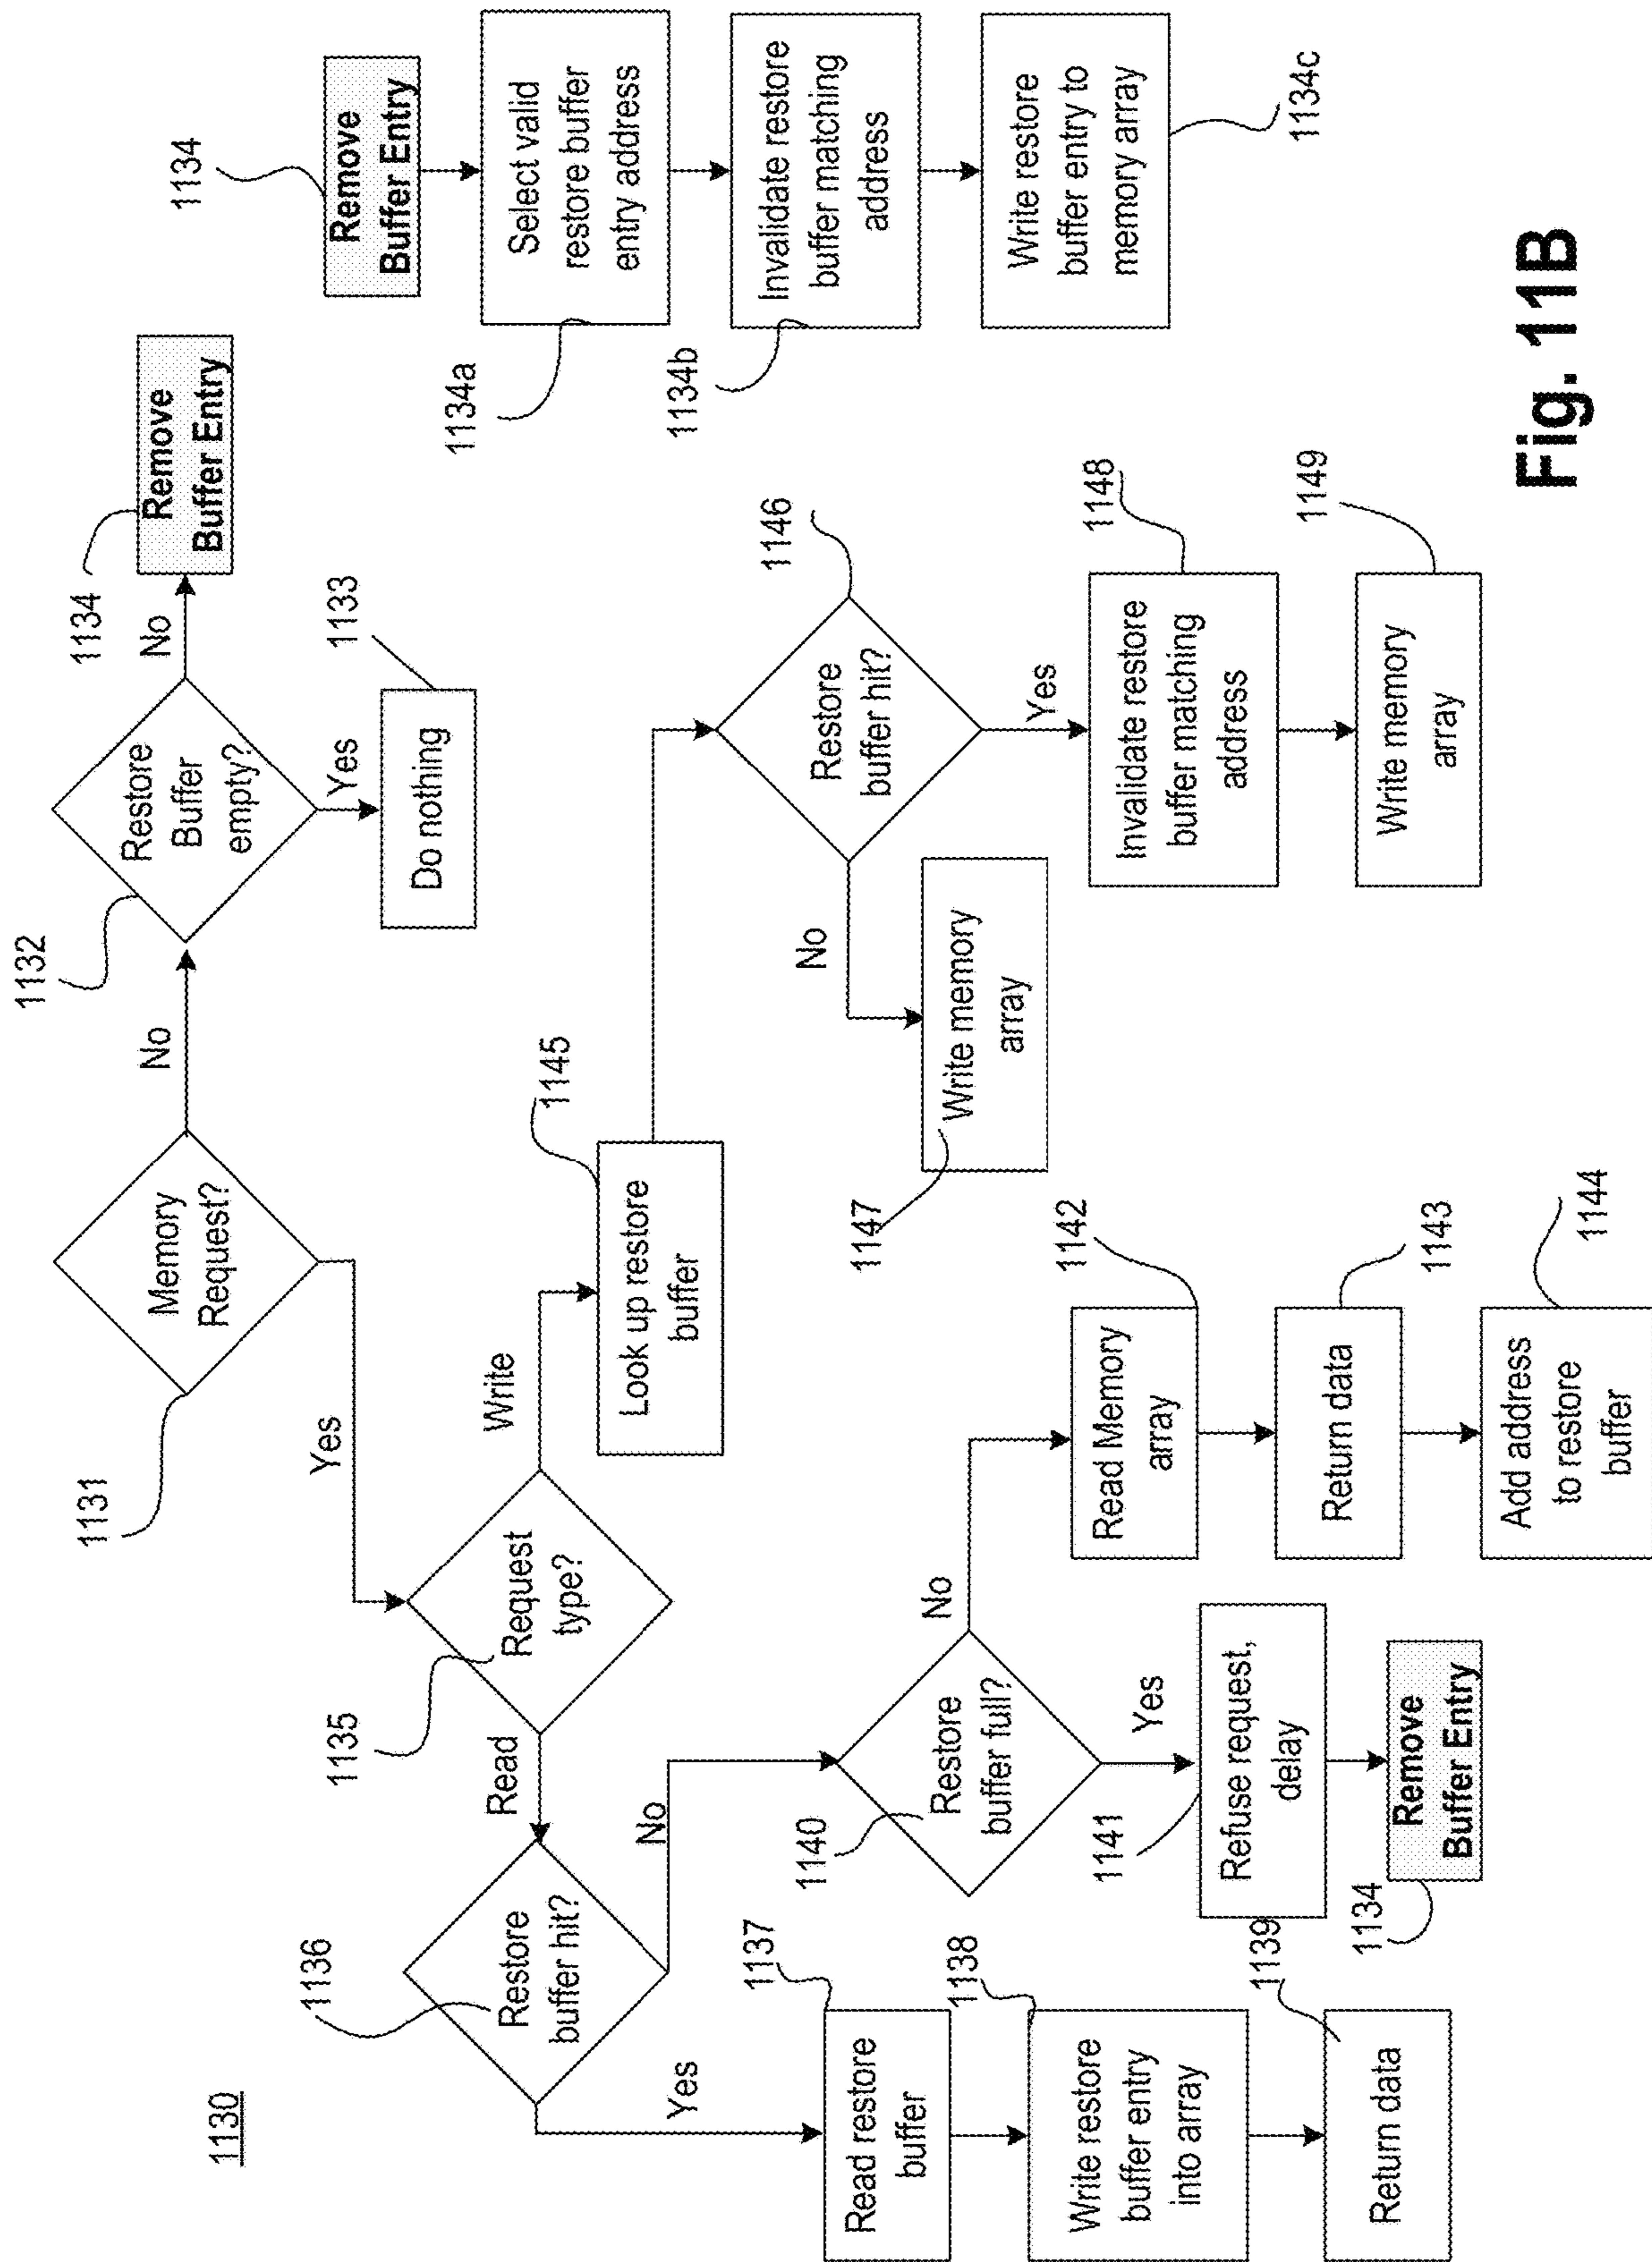 1130
1131
Memory
Request?
No
1132
Restore
Buffer
empty?
No
1134
Remove
Buffer Entry
Yes
1133
Do nothing
Yes
1135
Request
type?
Write
1145
Look up restore
buffer
1146
Restore
buffer hit?
No
1147
Write memory
array
Yes
1148
Invalidate restore
buffer matching
address
1149
Write memory
array
Read
1136
Restore
buffer hit?
Yes
1137
Read restore
buffer
1138
Write restore
buffer entry
into array
1139
Return data
No
1140
Restore
buffer full?
Yes
1141
Refuse request,
delay
1134
Remove
Buffer Entry
No
1142
Read Memory
array
1143
Return data
1144
Add address
to restore
buffer
1134
Remove
Buffer Entry
1134a
Select valid
restore buffer
entry address
1134b
Invalidate restore
buffer matching
address
1134c
Write restore
buffer entry to
memory array
Fig. 11B